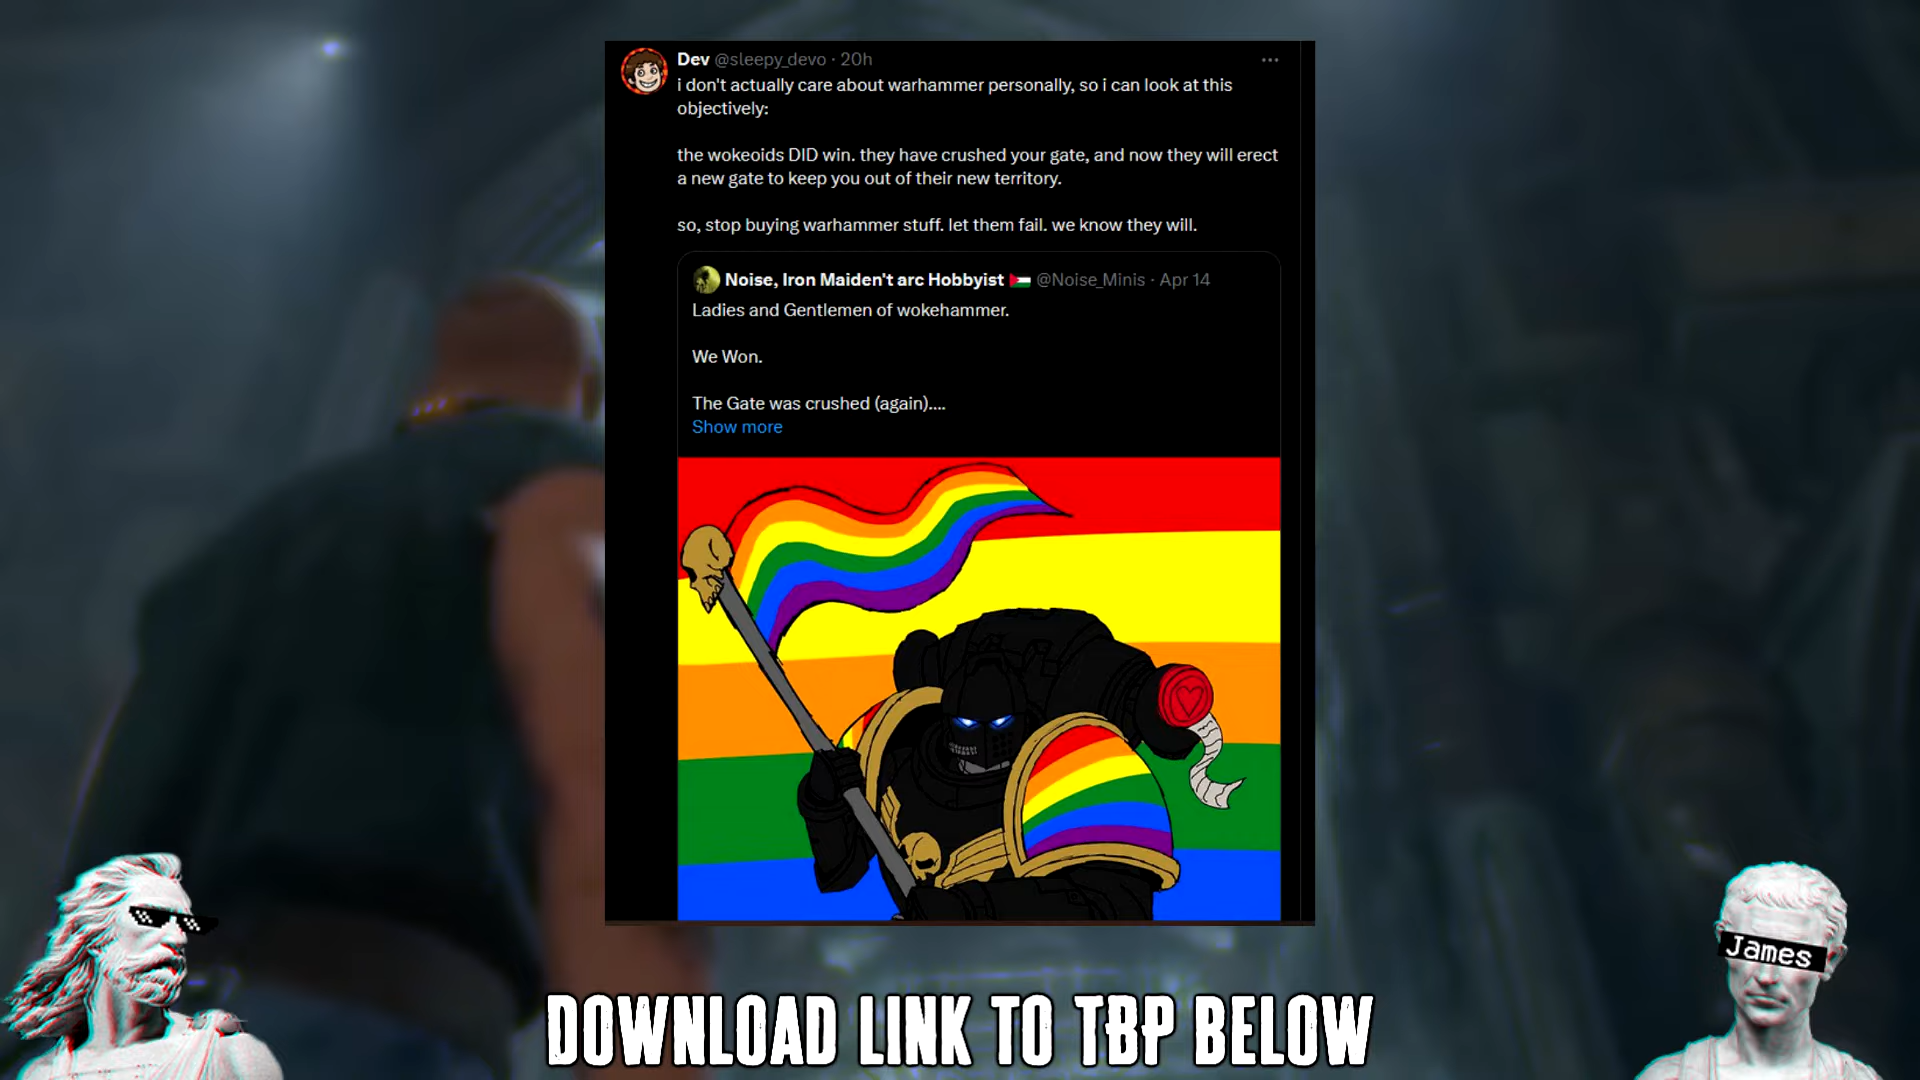 Dev @sleepy_devo · 20h
i don't actually care about warhammer personally, so i can look at this
objectively:
the wokeoids DID win. they have crushed your gate, and now they will erect
a new gate to keep you out of their new territory.
so, stop buying warhammer stuff. let them fail. we know they will.
Noise, Iron Maiden't arc Hobbyist 🇵🇸 @Noise_Minis · Apr 14
Ladies and Gentlemen of wokehammer.
We Won.
The Gate was crushed (again)....
Show more
James
DOWNLOAD LINK TO TBP BELOW